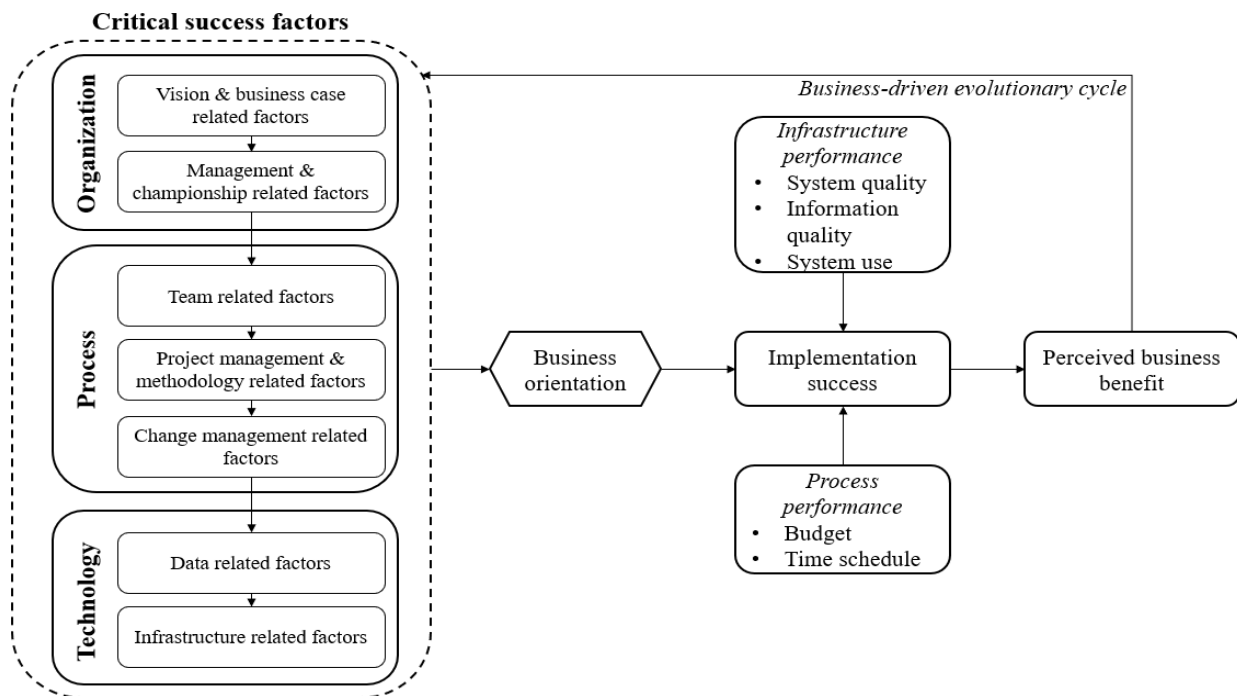 Critical success factors
Organization
Vision & business case
related factors
Management &
championship related factors
Process
Team related factors
Project management &
methodology related factors
Change management related
factors
Technology
Data related factors
Infrastructure related factors
Business
orientation
Business-driven evolutionary cycle
Infrastructure
performance
• System quality
• Information
quality
• System use
Implementation
success
Process
performance
• Budget
• Time schedule
Perceived business
benefit